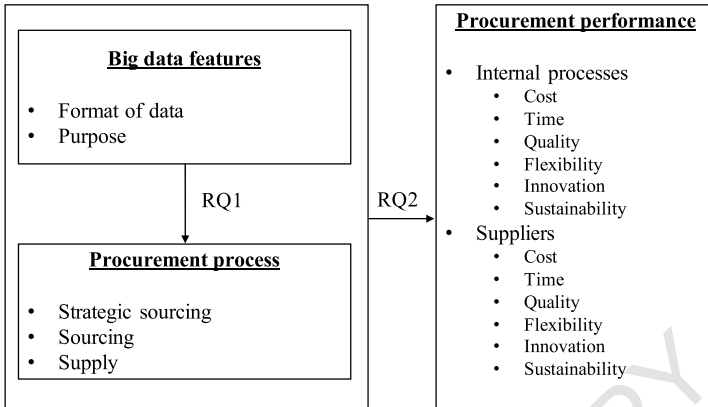 Big data features
• Format of data
• Purpose
RQ1
Procurement process
• Strategic sourcing
• Sourcing
• Supply
RQ2
Procurement performance
• Internal processes
• Cost
• Time
• Quality
• Flexibility
• Innovation
• Sustainability
• Suppliers
• Cost
• Time
• Quality
• Flexibility
• Innovation
• Sustainability
PY